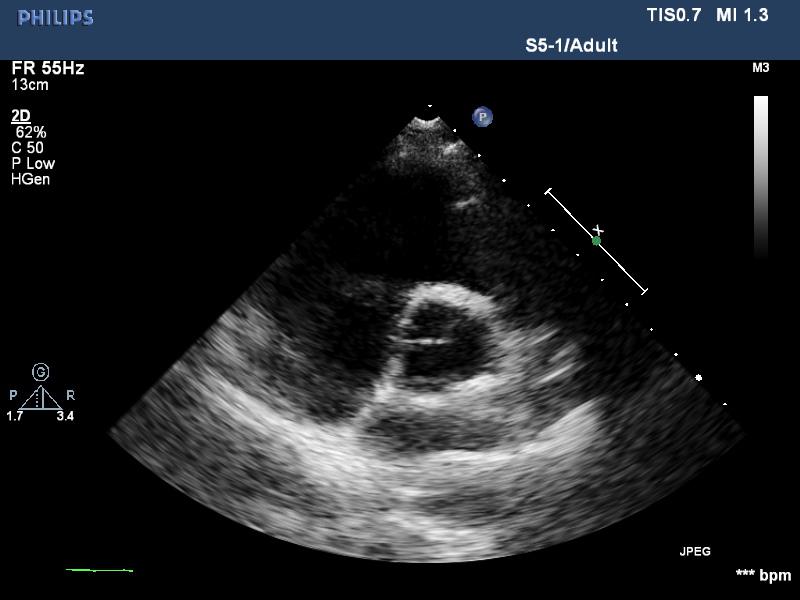 PHILIPS
TIS0.7 MI 1.3
S5-1/Adult
FR 55Hz
13cm
M3
P
2D
62%
C 50
P Low
HGen
G
P R
1.7 3.4
JPEG
*** bpm